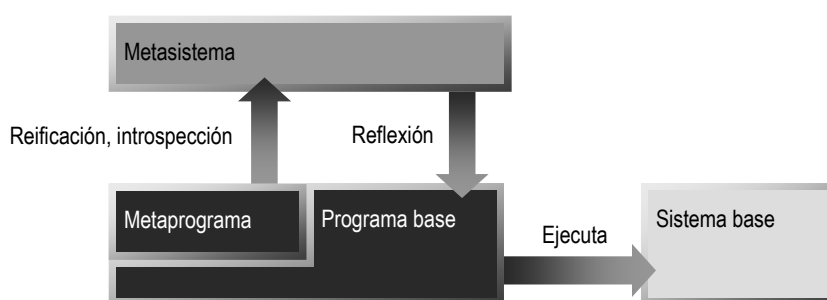 Metasistema
Reificación, introspección
Reflexión
Metaprograma
Programa base
Ejecuta
Sistema base